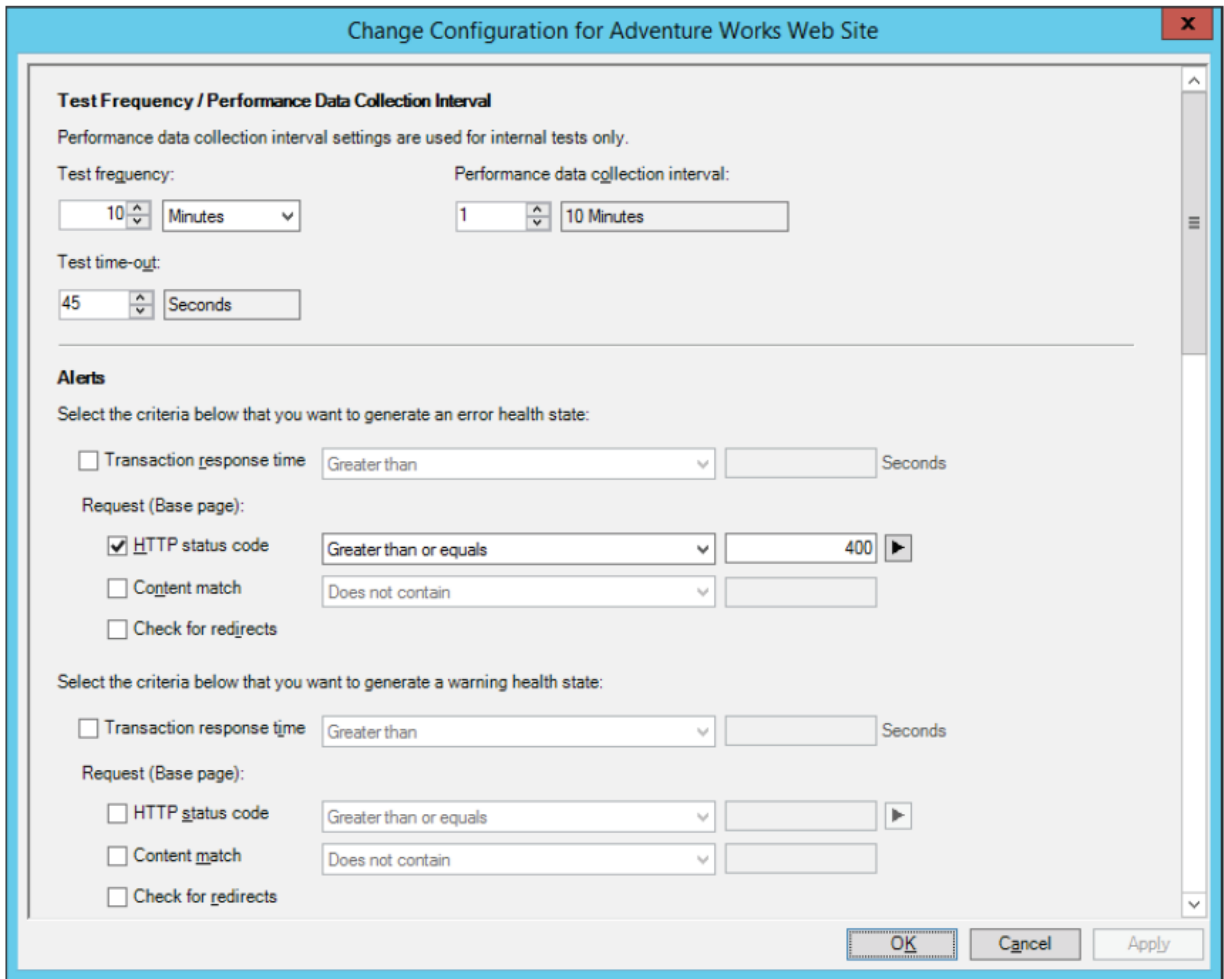 Change Configuration for Adventure Works Web Site
x
Test Frequency / Performance Data Collection Interval
Performance data collection interval settings are used for internal tests only.
Test frequency: Performance data collection interval:
10 Minutes 1 10 Minutes
Test time-out:
45 Seconds
Alerts
Select the criteria below that you want to generate an error health state:
Transaction response time Greater than Seconds
Request (Base page):
HTTP status code Greater than or equals 400
Content match Does not contain
Check for redirects
Select the criteria below that you want to generate a warning health state:
Transaction response time Greater than Seconds
Request (Base page):
HTTP status code Greater than or equals
Content match Does not contain
Check for redirects
OK Cancel Apply